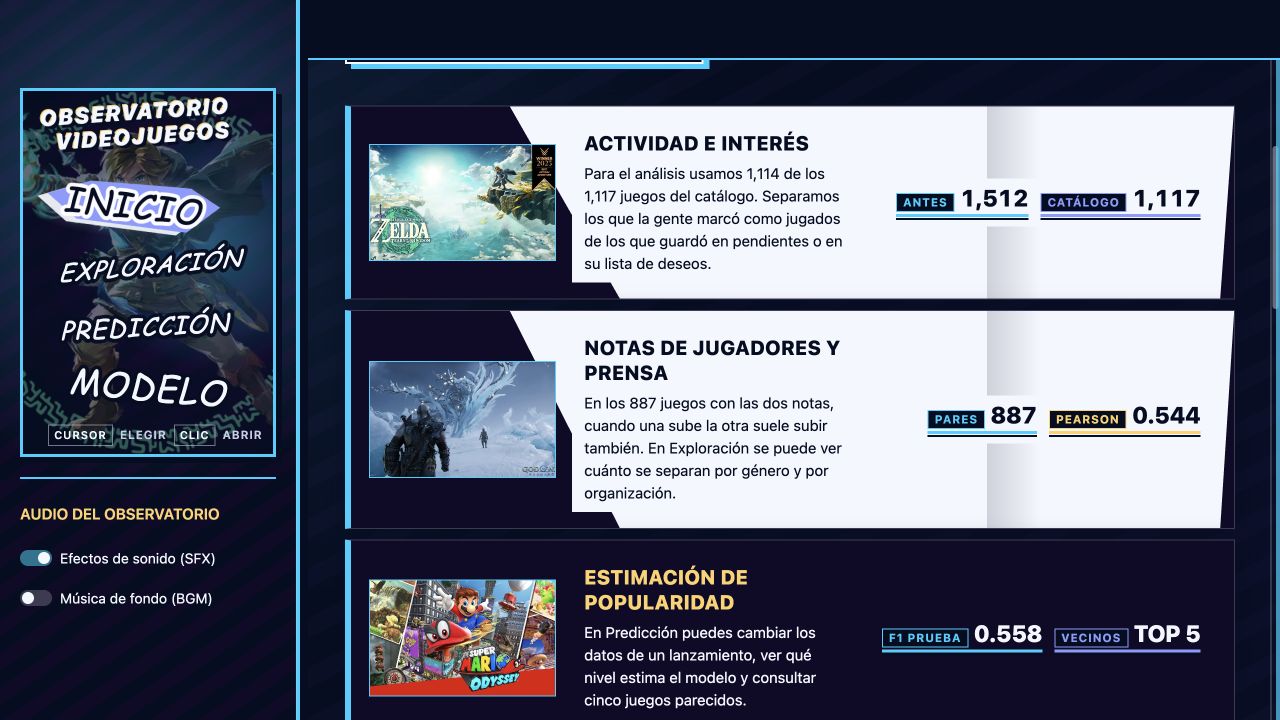 OBSERVATORIO
VIDEOJUEGOS
INICIO
EXPLORACIÓN
PREDICCIÓN
MODELO
CURSOR ELEGIR CLIC ABRIR
AUDIO DEL OBSERVATORIO
Efectos de sonido (SFX)
Música de fondo (BGM)
ZELDA
ACTIVIDAD E INTERÉS
Para el análisis usamos 1,114 de los
1,117 juegos del catálogo. Separamos
los que la gente marcó como jugados
de los que guardó en pendientes o en
su lista de deseos.
ANTES 1,512 CATÁLOGO 1,117
NOTAS DE JUGADORES Y
PRENSA
En los 887 juegos con las dos notas,
cuando una sube la otra suele subir
también. En Exploración se puede ver
cuánto se separan por género y por
organización.
PARES 887 PEARSON 0.544
SUPER
MARIO
ODYSSEY
ESTIMACIÓN DE
POPULARIDAD
En Predicción puedes cambiar los
datos de un lanzamiento, ver qué
nivel estima el modelo y consultar
cinco juegos parecidos.
F1 PRUEBA 0.558 VECINOS TOP 5